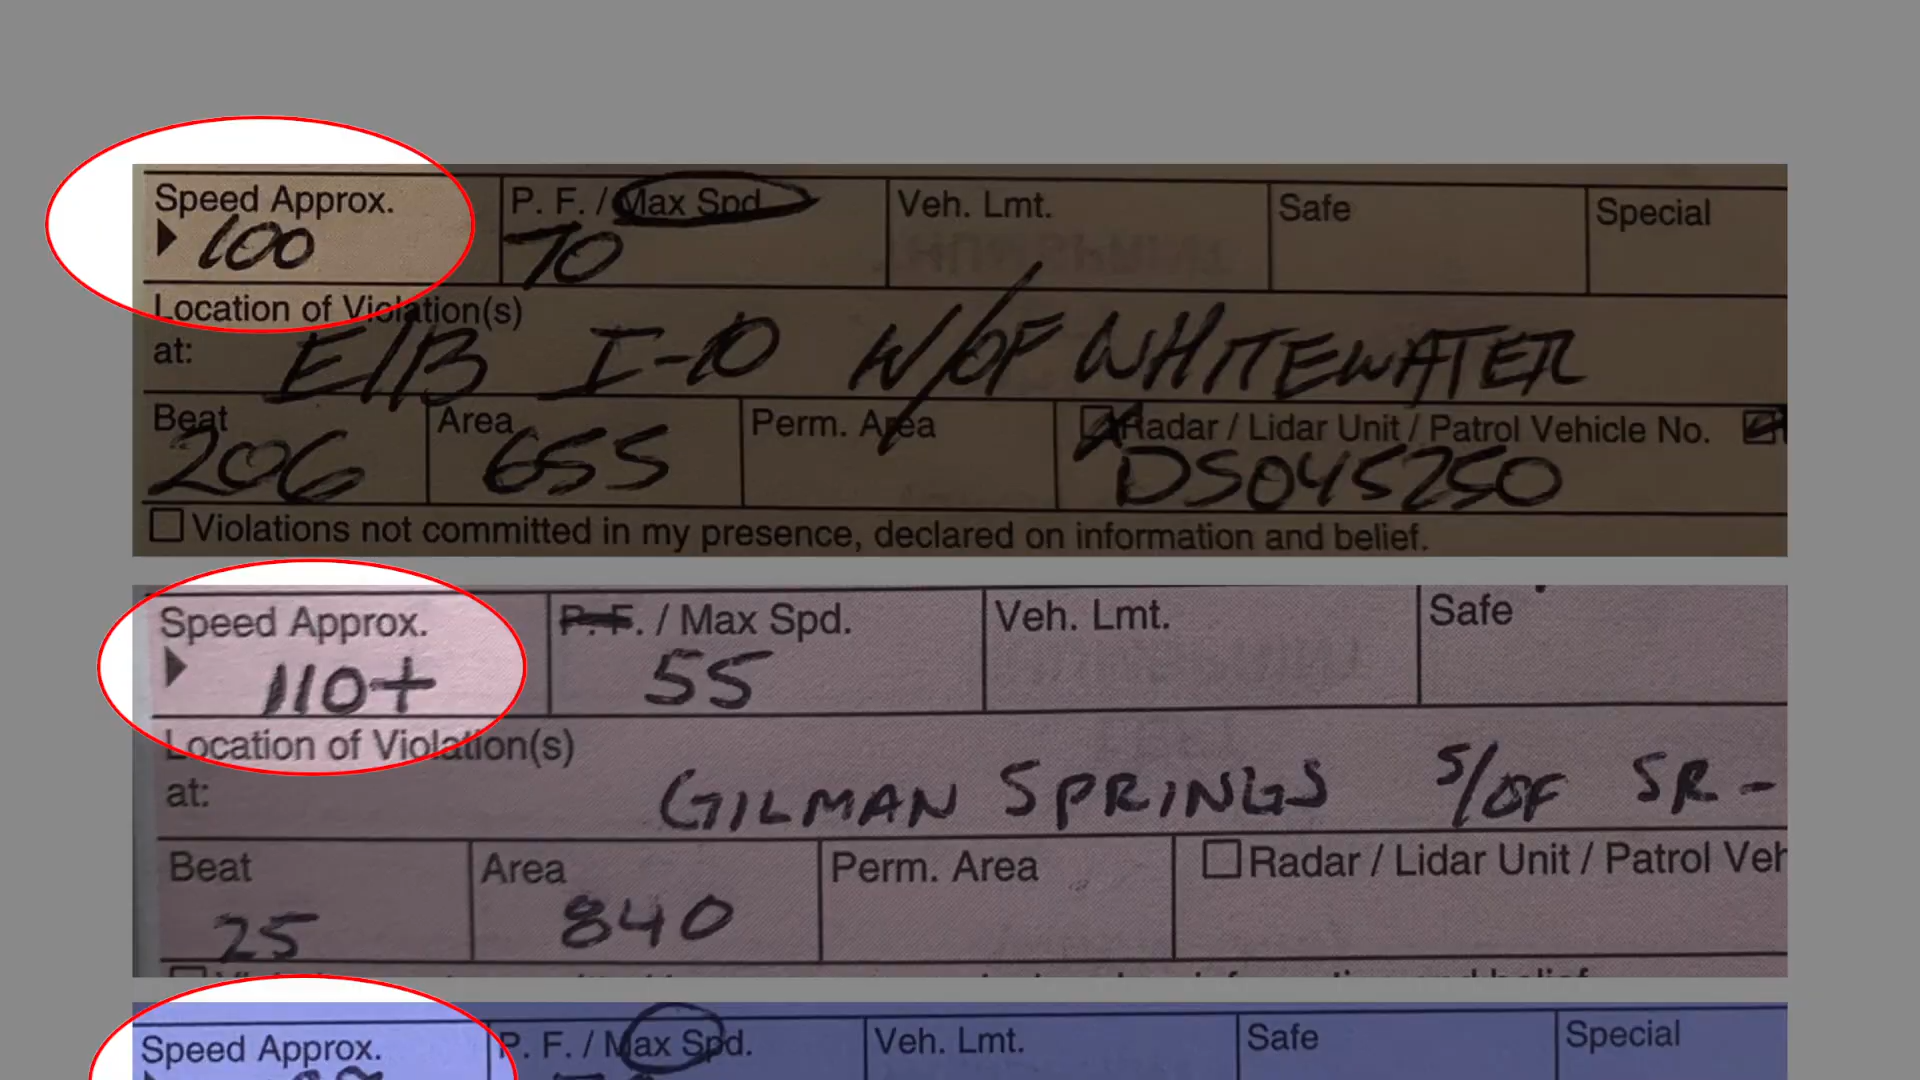 Speed Approx. P. F. / Max Spd. Veh. Lmt. Safe Special
100 70
Location of Violation(s)
at: E/B I-10 W/OF WHITEWATER
Beat Area Perm. Area Radar / Lidar Unit / Patrol Vehicle No.
206 655 DS045250
Violations not committed in my presence, declared on information and belief.
Speed Approx. P. F. / Max Spd. Veh. Lmt. Safe
110+ 55
Location of Violation(s)
at: GILMAN SPRINGS S/OF SR-
Beat Area Perm. Area Radar / Lidar Unit / Patrol Veh
25 840
Speed Approx. P. F. / Max Spd. Veh. Lmt. Safe Special